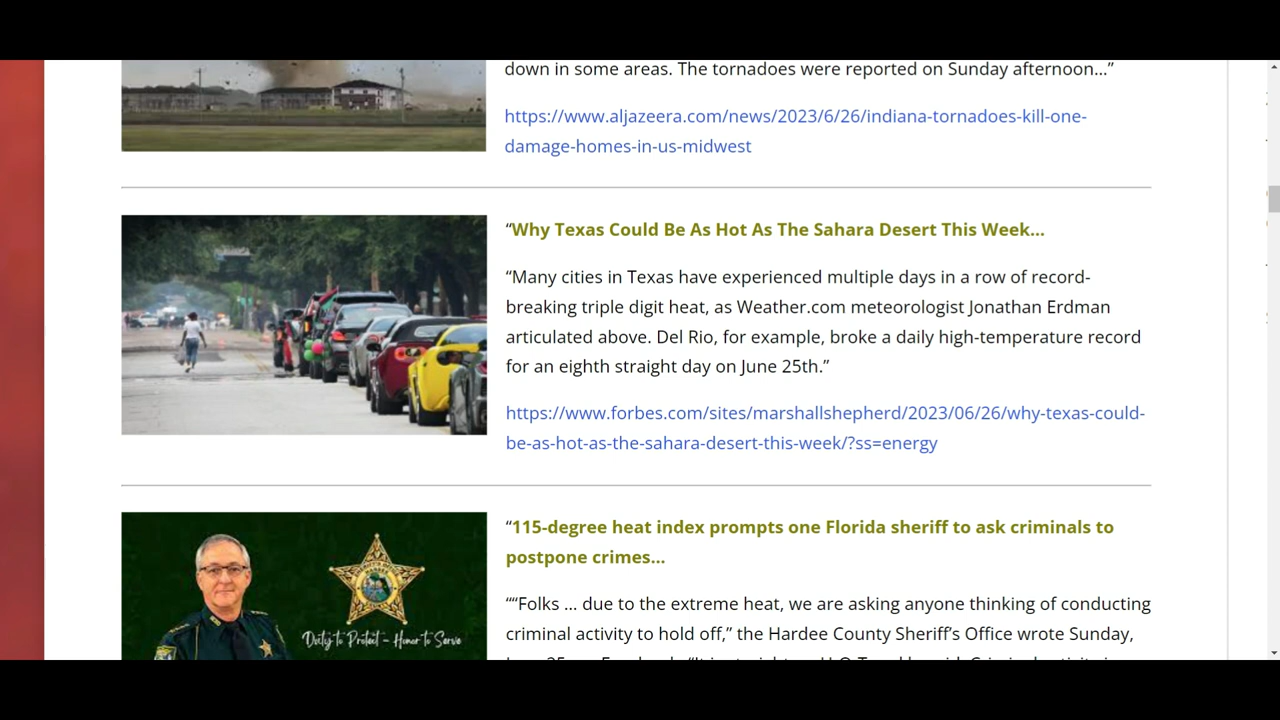 down in some areas. The tornadoes were reported on Sunday afternoon…”
https://www.aljazeera.com/news/2023/6/26/indiana-tornadoes-kill-one-
damage-homes-in-us-midwest
“Why Texas Could Be As Hot As The Sahara Desert This Week…
“Many cities in Texas have experienced multiple days in a row of record-
breaking triple digit heat, as Weather.com meteorologist Jonathan Erdman
articulated above. Del Rio, for example, broke a daily high-temperature record
for an eighth straight day on June 25th.”
https://www.forbes.com/sites/marshallshepherd/2023/06/26/why-texas-could-
be-as-hot-as-the-sahara-desert-this-week/?ss=energy
“115-degree heat index prompts one Florida sheriff to ask criminals to
postpone crimes…
Duty to Protect – Honor to Serve
““Folks … due to the extreme heat, we are asking anyone thinking of conducting
criminal activity to hold off,” the Hardee County Sheriff’s Office wrote Sunday,